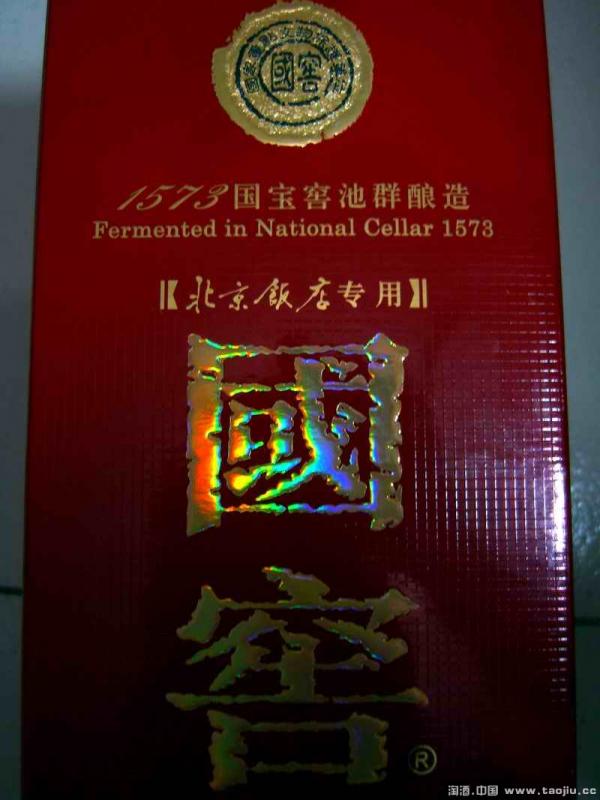 國窖
1573国宝窖池群酿造
Fermented in National Cellar 1573
【北京飯店专用】
國
窖
®
淘酒.中国 www.taojiu.cc